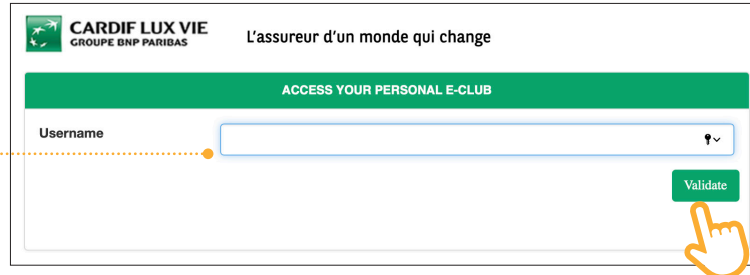 CARDIF LUX VIE
GROUPE BNP PARIBAS
L'assureur d'un monde qui change
ACCESS YOUR PERSONAL E-CLUB
Username
Validate